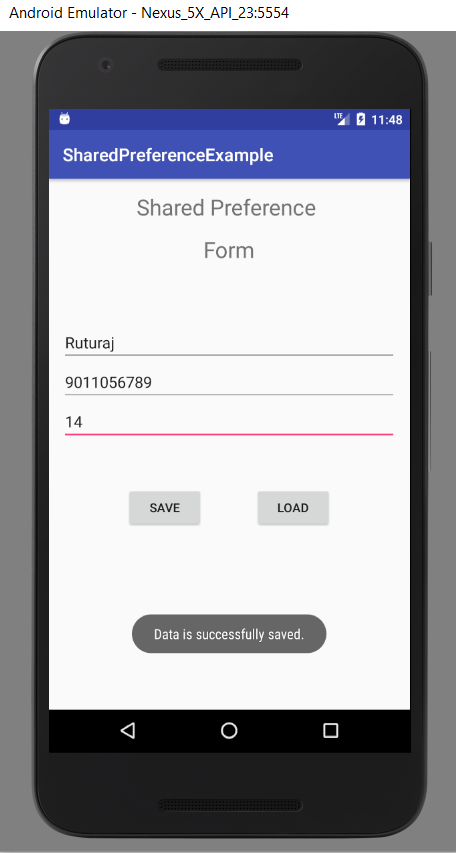 Android Emulator - Nexus_5X_API_23:5554
LTE 11:48
SharedPreferenceExample
Shared Preference
Form
Ruturaj
9011056789
14
SAVE LOAD
Data is successfully saved.